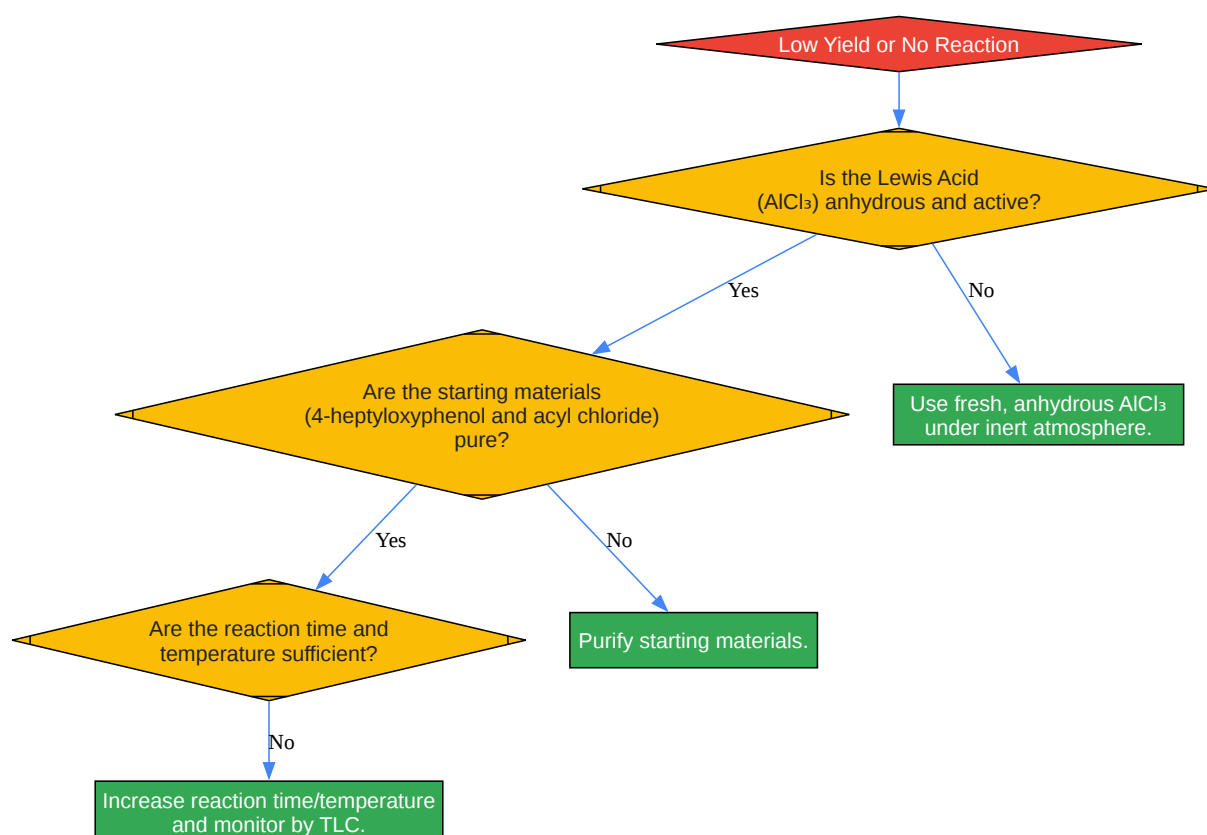 Low Yield or No Reaction
Is the Lewis Acid
(AlCl₃) anhydrous and active?
Yes
No
Are the starting materials
(4-heptyloxyphenol and acyl chloride)
pure?
Use fresh, anhydrous AlCl₃
under inert atmosphere.
Yes
No
Are the reaction time and
temperature sufficient?
Purify starting materials.
No
Increase reaction time/temperature
and monitor by TLC.